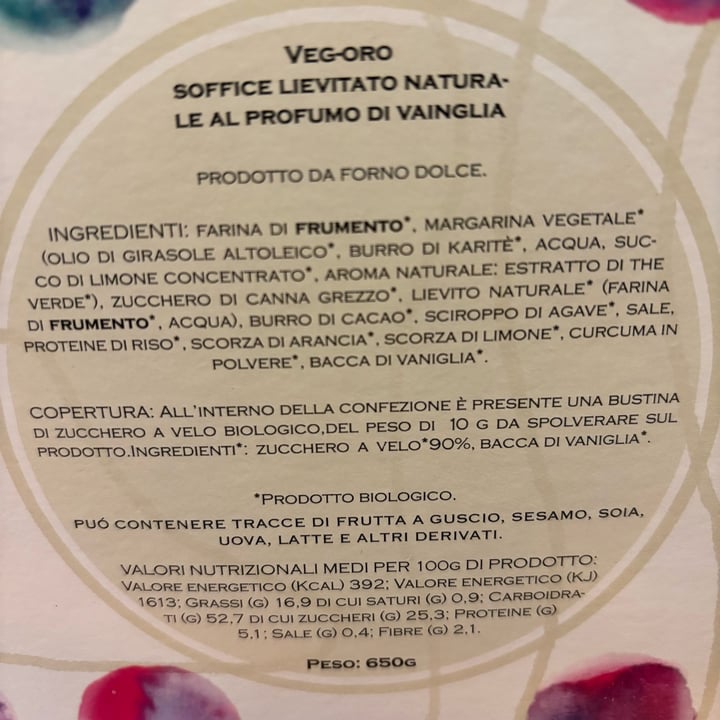 VEG-ORO
SOFFICE LIEVITATO NATURA-
LE AL PROFUMO DI VAINGLIA
PRODOTTO DA FORNO DOLCE.
INGREDIENTI: FARINA DI FRUMENTO*, MARGARINA VEGETALE*
(OLIO DI GIRASOLE ALTOLEICO*, BURRO DI KARITÈ*, ACQUA, SUC-
CO DI LIMONE CONCENTRATO*, AROMA NATURALE: ESTRATTO DI THE
VERDE*), ZUCCHERO DI CANNA GREZZO*, LIEVITO NATURALE* (FARINA
DI FRUMENTO*, ACQUA), BURRO DI CACAO*, SCIROPPO DI AGAVE*, SALE,
PROTEINE DI RISO*, SCORZA DI ARANCIA*, SCORZA DI LIMONE*, CURCUMA IN
POLVERE*, BACCA DI VANIGLIA*.
COPERTURA: ALL'INTERNO DELLA CONFEZIONE È PRESENTE UNA BUSTINA
DI ZUCCHERO A VELO BIOLOGICO,DEL PESO DI 10 G DA SPOLVERARE SUL
PRODOTTO.INGREDIENTI*: ZUCCHERO A VELO*90%, BACCA DI VANIGLIA*.
*PRODOTTO BIOLOGICO.
PUÓ CONTENERE TRACCE DI FRUTTA A GUSCIO, SESAMO, SOIA,
UOVA, LATTE E ALTRI DERIVATI.
VALORI NUTRIZIONALI MEDI PER 100G DI PRODOTTO:
VALORE ENERGETICO (KCAL) 392; VALORE ENERGETICO (KJ)
1613; GRASSI (G) 16,9 DI CUI SATURI (G) 0,9; CARBOIDRA-
TI (G) 52,7 DI CUI ZUCCHERI (G) 25,3; PROTEINE (G)
5,1; SALE (G) 0,4; FIBRE (G) 2,1.
PESO: 650G